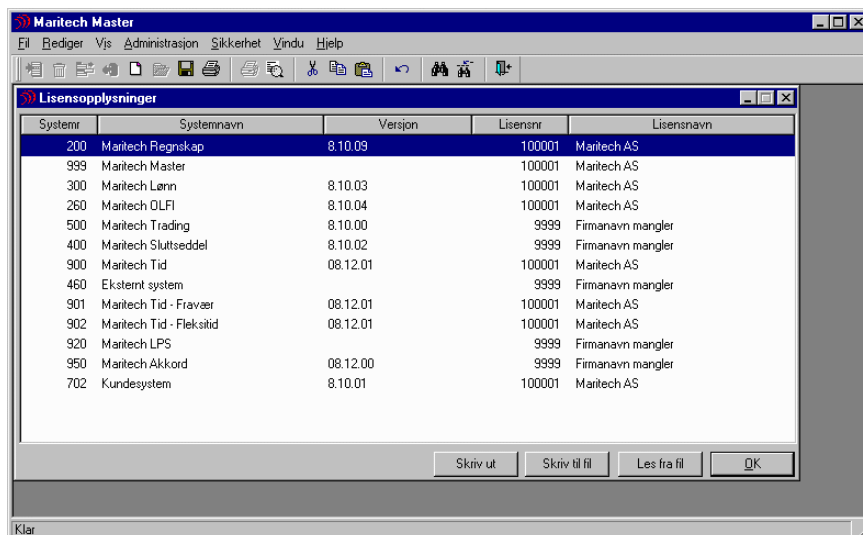 Maritech Master
Fil Rediger Vis Administrasjon Sikkerhet Vindu Hjelp
Lisensopplysninger
Systemr Systemnavn Versjon Lisensnr Lisensnavn
200 Maritech Regnskap 8.10.09 100001 Maritech AS
999 Maritech Master 100001 Maritech AS
300 Maritech Lønn 8.10.03 100001 Maritech AS
260 Maritech OLFI 8.10.04 100001 Maritech AS
500 Maritech Trading 8.10.00 9999 Firmanavn mangler
400 Maritech Sluttseddel 8.10.02 9999 Firmanavn mangler
900 Maritech Tid 08.12.01 100001 Maritech AS
460 Eksternt system 9999 Firmanavn mangler
901 Maritech Tid - Fravær 08.12.01 100001 Maritech AS
902 Maritech Tid - Fleksitid 08.12.01 100001 Maritech AS
920 Maritech LPS 9999 Firmanavn mangler
950 Maritech Akkord 08.12.00 9999 Firmanavn mangler
702 Kundesystem 8.10.01 100001 Maritech AS
Skriv ut Skriv til fil Les fra fil OK
Klar